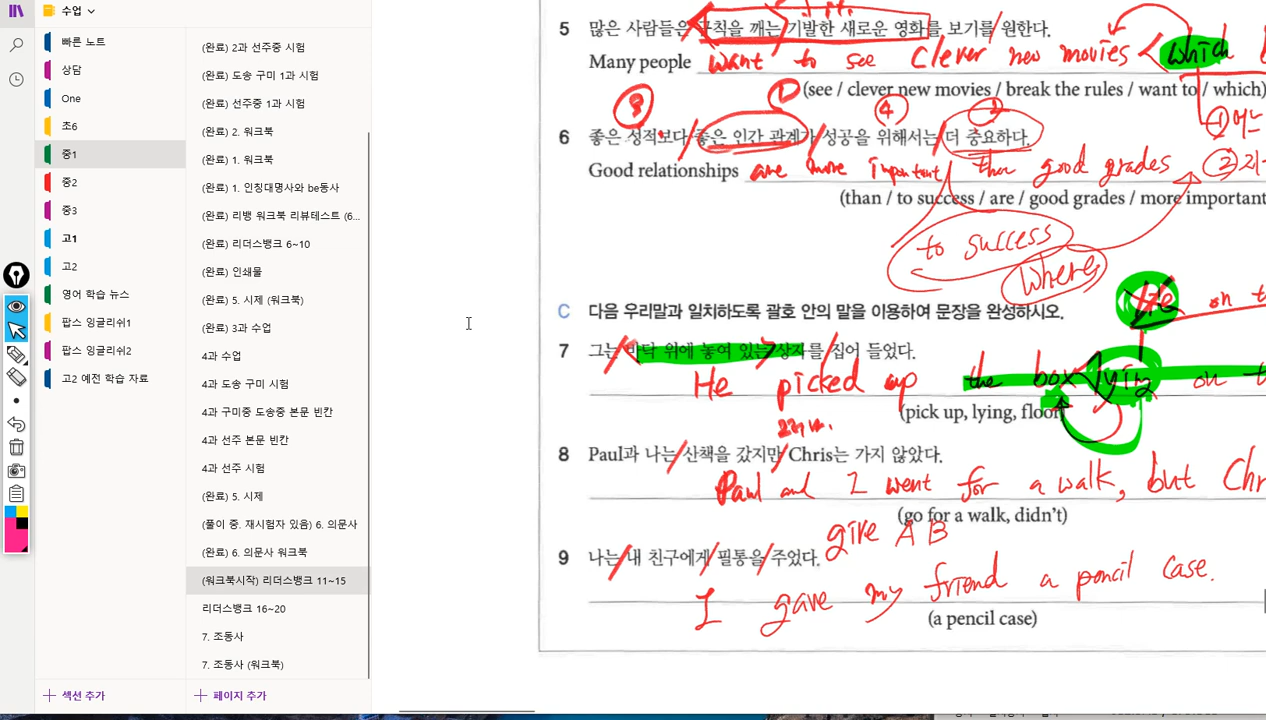 수업
빠른 노트
상담
One
초6
중1
중2
중3
고1
고2
영어 학습 뉴스
팝스 잉글리쉬1
팝스 잉글리쉬2
고2 예전 학습 자료
섹션 추가
(완료) 2과 선주중 시험
(완료) 도송 구미 1과 시험
(완료) 선주중 1과 시험
(완료) 2. 워크북
(완료) 1. 워크북
(완료) 1. 인칭대명사와 be동사
(완료) 리뱅 워크북 리뷰테스트 (6...
(완료) 리더스뱅크 6~10
(완료) 인쇄물
(완료) 5. 시제 (워크북)
(완료) 3과 수업
4과 수업
4과 도송 구미 시험
4과 구미중 도송중 본문 빈칸
4과 선주 본문 빈칸
4과 선주 시험
(완료) 5. 시제
(풀이 중. 재시험자 있음) 6. 의문사
(완료) 6. 의문사 워크북
(워크북시작) 리더스뱅크 11~15
리더스뱅크 16~20
7. 조동사
7. 조동사 (워크북)
페이지 추가
5 많은 사람들은 규칙을 깨는 기발한 새로운 영화를 보기를 원한다.
Many people want to see clever new movies which
(see / clever new movies / break the rules / want to / which)
6 좋은 성적보다 좋은 인간 관계가 성공을 위해서는 더 중요하다.
Good relationships are more important than good grades
(than / to success / are / good grades / more important
to success
where
C 다음 우리말과 일치하도록 괄호 안의 말을 이용하여 문장을 완성하시오.
7 그는 바닥 위에 놓여 있는 상자를 집어 들었다.
He picked up the box lying on
(pick up, lying, floor)
8 Paul과 나는 산책을 갔지만 Chris는 가지 않았다.
Paul and I went for a walk, but
(go for a walk, didn't)
give A B
9 나는 내 친구에게 필통을 주었다.
I gave my friend a pencil case.
(a pencil case)